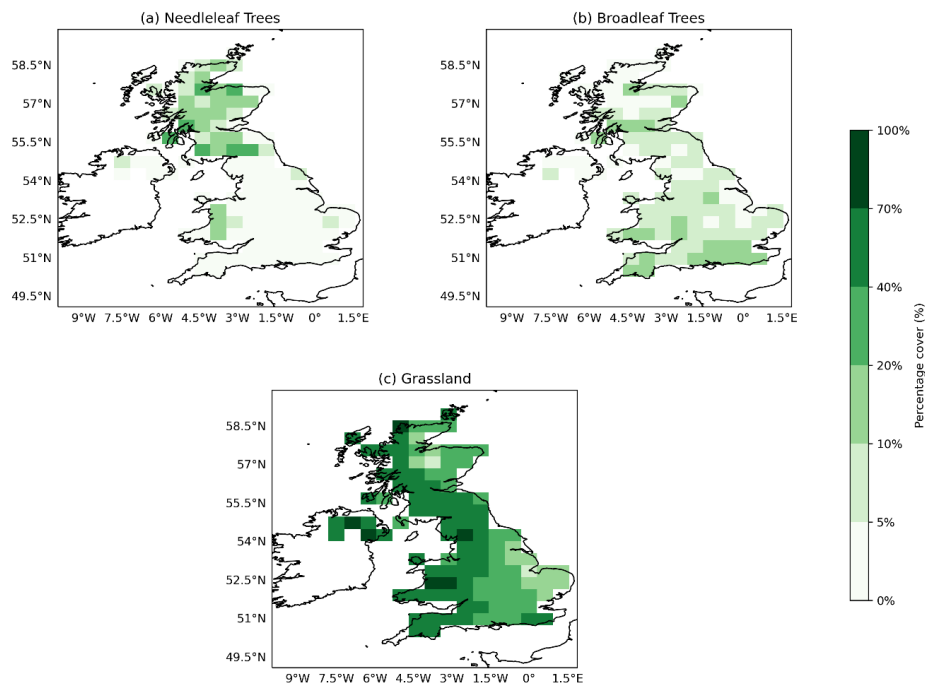 (a) Needleleaf Trees
58.5°N
57°N
55.5°N
54°N
52.5°N
51°N
49.5°N
9°W 7.5°W 6°W 4.5°W 3°W 1.5°W 0° 1.5°E
(b) Broadleaf Trees
58.5°N
57°N
55.5°N
54°N
52.5°N
51°N
49.5°N
9°W 7.5°W 6°W 4.5°W 3°W 1.5°W 0° 1.5°E
(c) Grassland
58.5°N
57°N
55.5°N
54°N
52.5°N
51°N
49.5°N
9°W 7.5°W 6°W 4.5°W 3°W 1.5°W 0° 1.5°E
100%
70%
40%
20%
10%
5%
0%
Percentage cover (%)